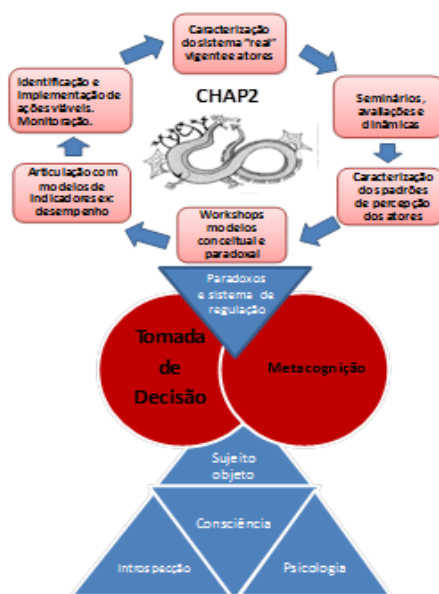 Caracterização
do sistema "real"
vigente e atores
Identificação e
implementação de
ações viáveis.
Monitoração.
CHAP2
Seminários,
avaliações e
dinâmicas
Articulação com
modelos de
indicadores ex:
desempenho
Caracterização
dos padrões de
percepção dos
atores
Workshops
modelos
conceitual e
paradoxal
Paradoxos
e sistema de
regulação
Tomada
de
Decisão
Metacognição
Sujeito
objeto
Consciência
Introspecção
Psicologia